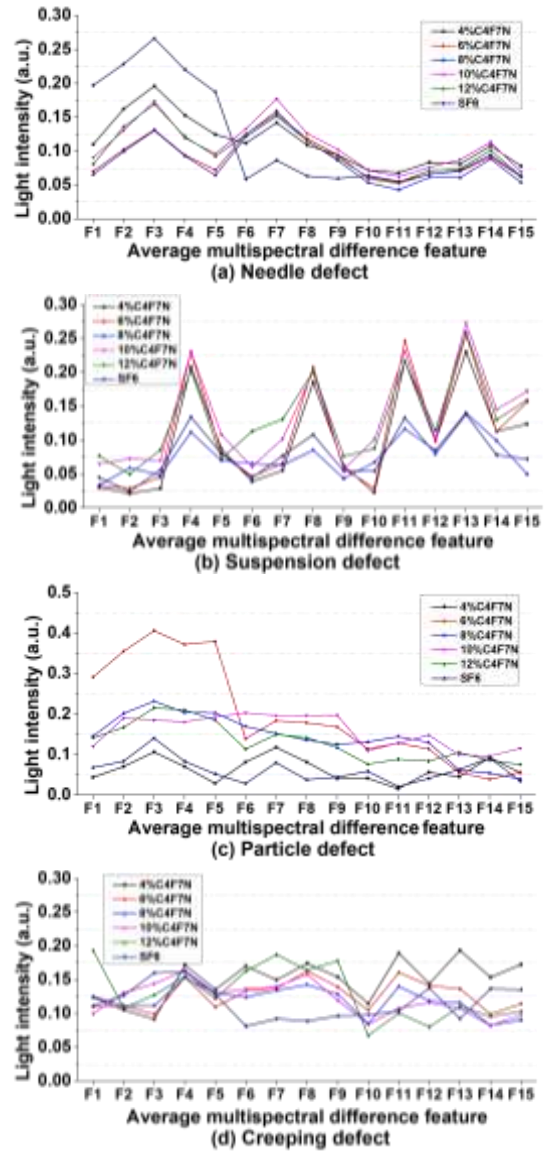 0.30
0.25
0.20
0.15
0.10
0.05
0.00
Light intensity (a.u.)
4%C4F7N
6%C4F7N
8%C4F7N
10%C4F7N
12%C4F7N
SF6
F1 F2 F3 F4 F5 F6 F7 F8 F9 F10 F11 F12 F13 F14 F15
Average multispectral difference feature
(a) Needle defect
0.30
0.25
0.20
0.15
0.10
0.05
0.00
Light intensity (a.u.)
4%C4F7N
6%C4F7N
8%C4F7N
10%C4F7N
12%C4F7N
SF6
F1 F2 F3 F4 F5 F6 F7 F8 F9 F10 F11 F12 F13 F14 F15
Average multispectral difference feature
(b) Suspension defect
0.5
0.4
0.3
0.2
0.1
0.0
Light intensity (a.u.)
4%C4F7N
6%C4F7N
8%C4F7N
10%C4F7N
12%C4F7N
SF6
F1 F2 F3 F4 F5 F6 F7 F8 F9 F10 F11 F12 F13 F14 F15
Average multispectral difference feature
(c) Particle defect
0.30
0.25
0.20
0.15
0.10
0.05
0.00
Light intensity (a.u.)
4%C4F7N
6%C4F7N
8%C4F7N
10%C4F7N
12%C4F7N
SF6
F1 F2 F3 F4 F5 F6 F7 F8 F9 F10 F11 F12 F13 F14 F15
Average multispectral difference feature
(d) Creeping defect